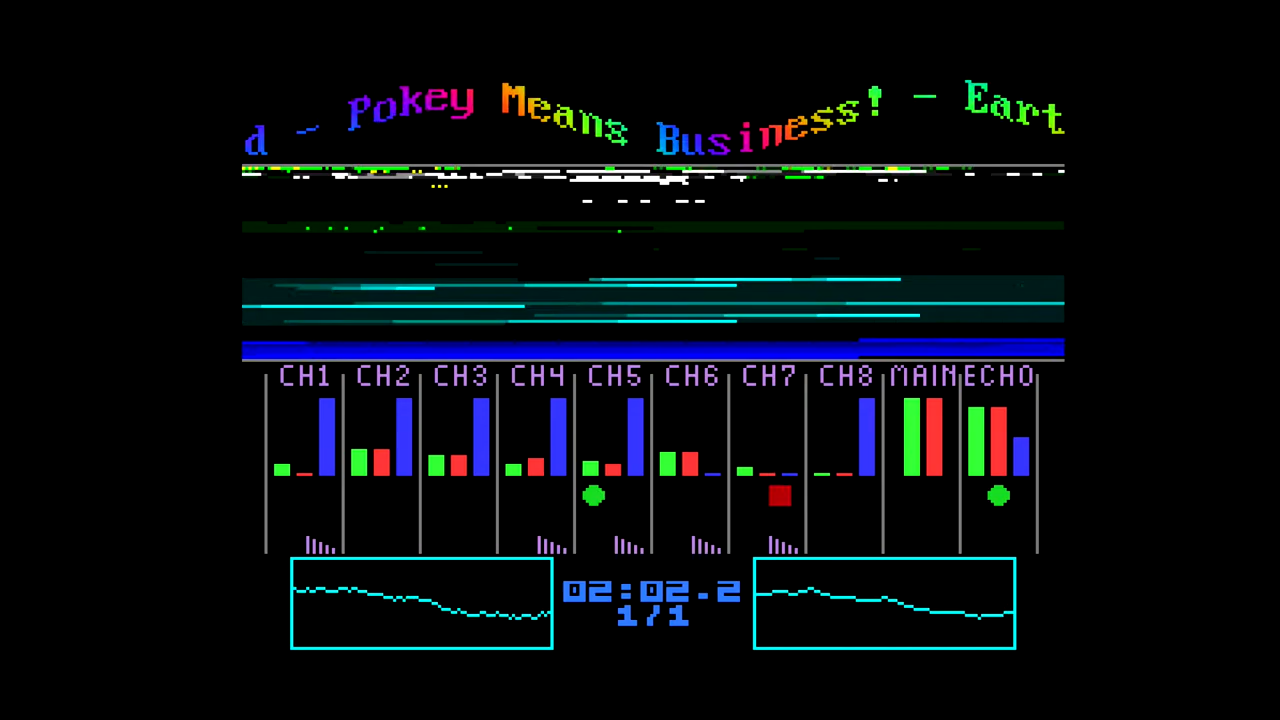 d - Pokey Means Business! - Eart
CH1 CH2 CH3 CH4 CH5 CH6 CH7 CH8 MAIN ECHO
02:02.2
1/1